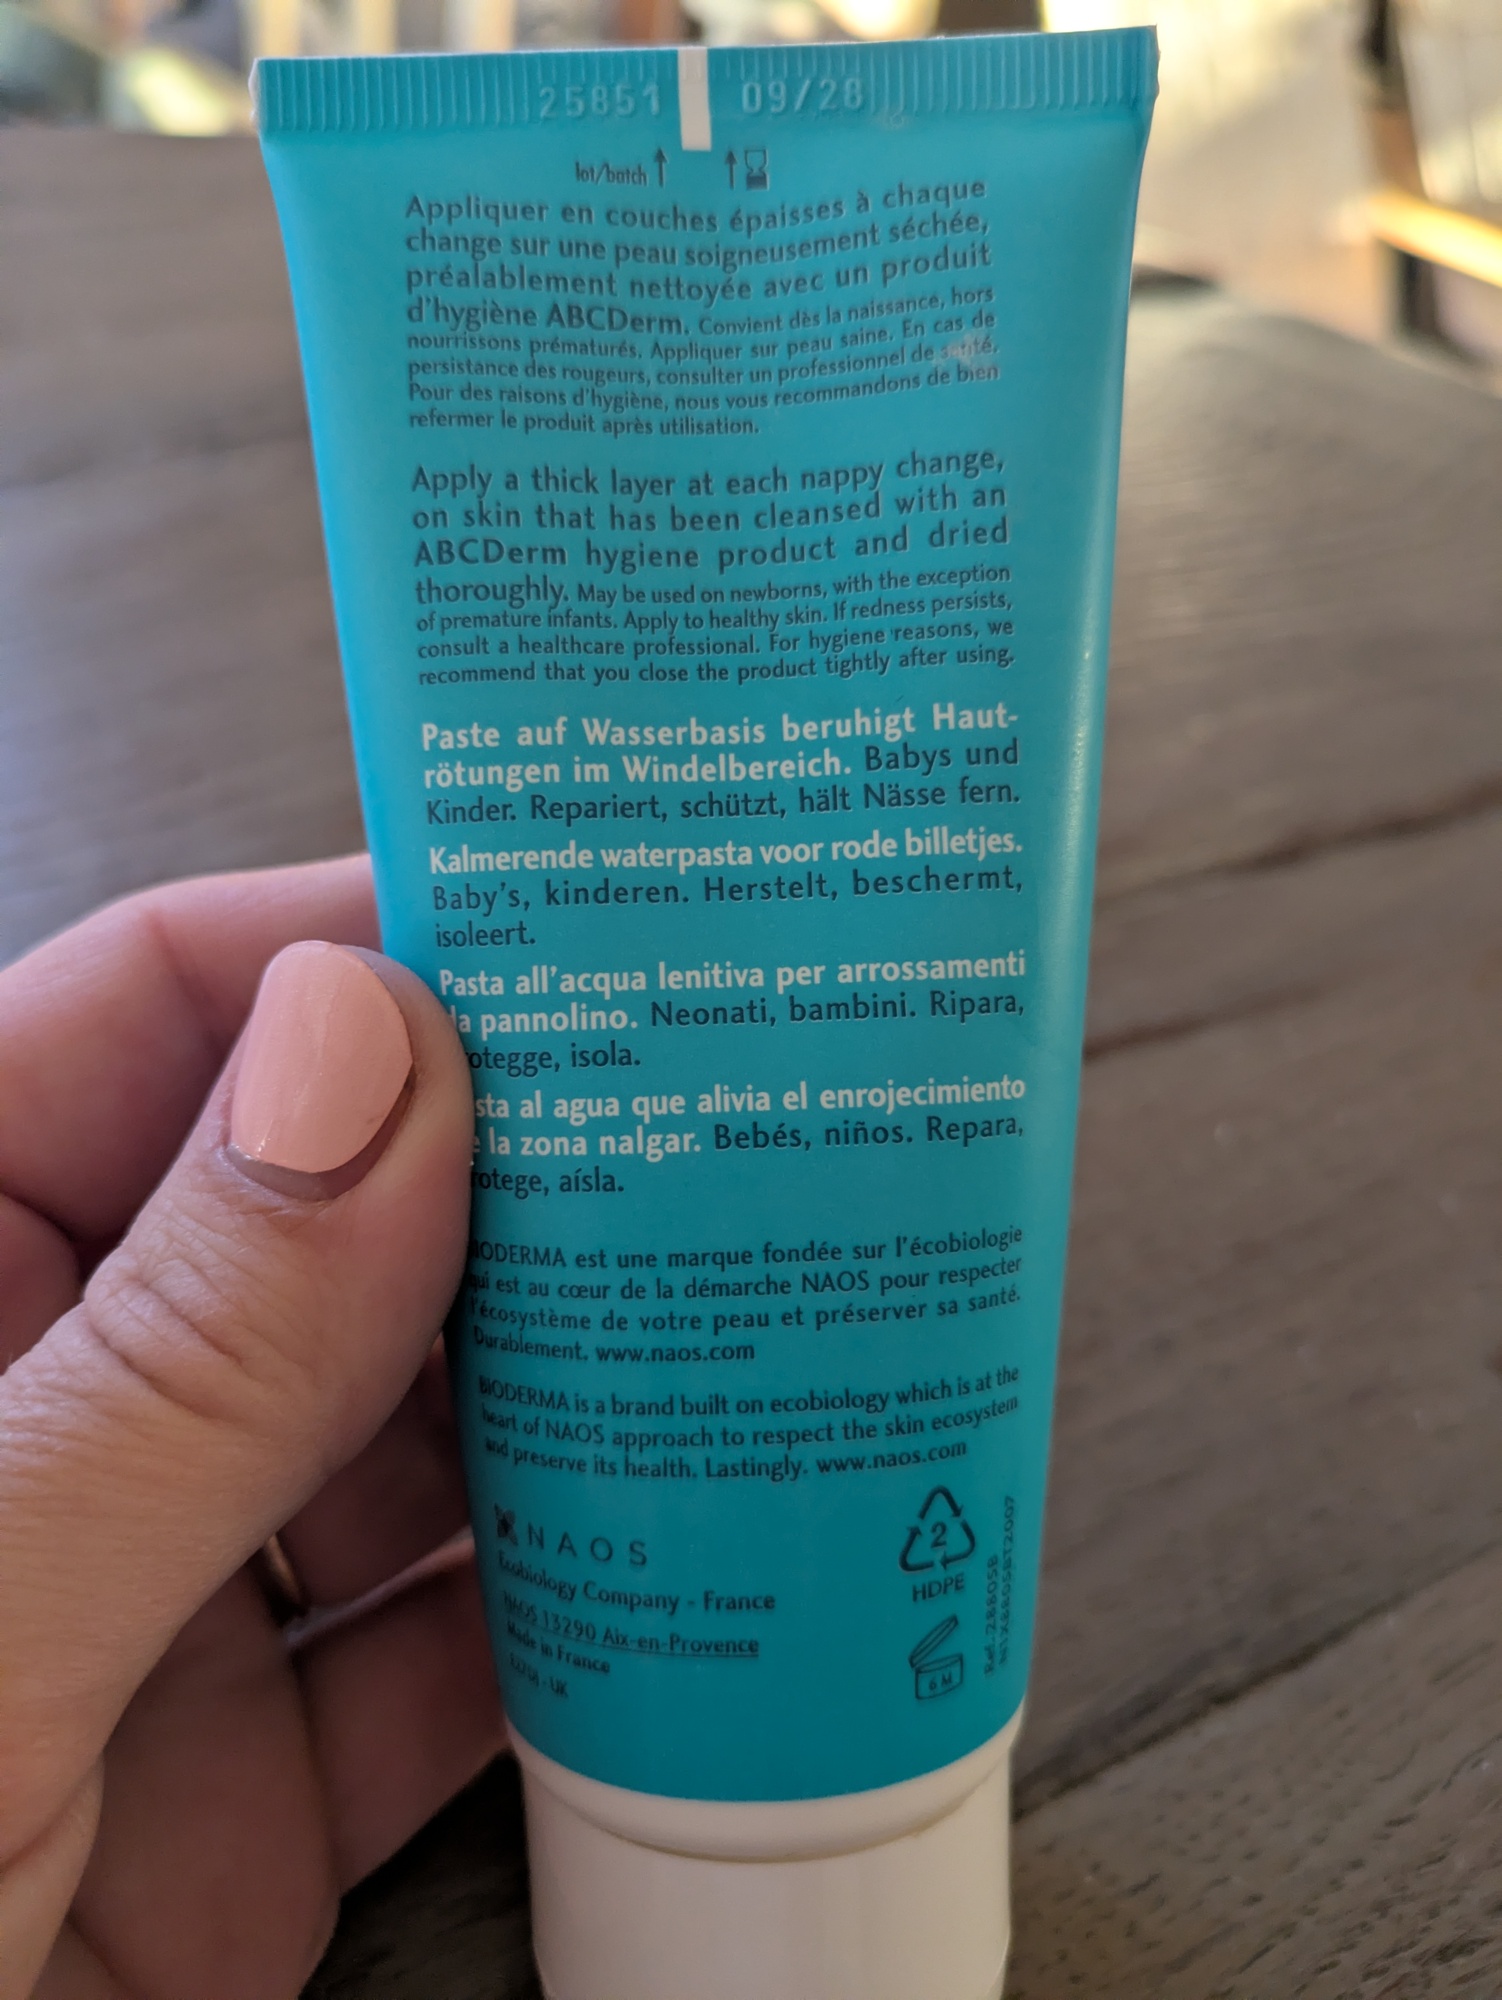 25851 09/28
lot/batch
Appliquer en couches épaisses à chaque
change sur une peau soigneusement séchée,
préalablement nettoyée avec un produit
d'hygiène ABCDerm. Convient dès la naissance, hors
nourrissons prématurés. Appliquer sur peau saine. En cas de
persistance des rougeurs, consulter un professionnel de santé.
Pour des raisons d'hygiène, nous vous recommandons de bien
refermer le produit après utilisation.
Apply a thick layer at each nappy change,
on skin that has been cleansed with an
ABCDerm hygiene product and dried
thoroughly. May be used on newborns, with the exception
of premature infants. Apply to healthy skin. If redness persists,
consult a healthcare professional. For hygiene reasons, we
recommend that you close the product tightly after using.
Paste auf Wasserbasis beruhigt Haut-
rötungen im Windelbereich. Babys und
Kinder. Repariert, schützt, hält Nässe fern.
Kalmerende waterpasta voor rode billetjes.
Baby's, kinderen. Herstelt, beschermt,
isoleert.
Pasta all'acqua lenitiva per arrossamenti
da pannolino. Neonati, bambini. Ripara,
otegge, isola.
sta al agua que alivia el enrojecimiento
la zona nalgar. Bebés, niños. Repara,
otege, aísla.
BIODERMA est une marque fondée sur l'écobiologie
qui est au cœur de la démarche NAOS pour respecter
l'écosystème de votre peau et préserver sa santé.
Durablement. www.naos.com
BIODERMA is a brand built on ecobiology which is at the
heart of NAOS approach to respect the skin ecosystem
and preserve its health. Lastingly. www.naos.com
NAOS
Ecobiology Company - France
NAOS 13290 Aix-en-Provence
Made in France
UK
2
HDPE
6 M
Ref. 28805B